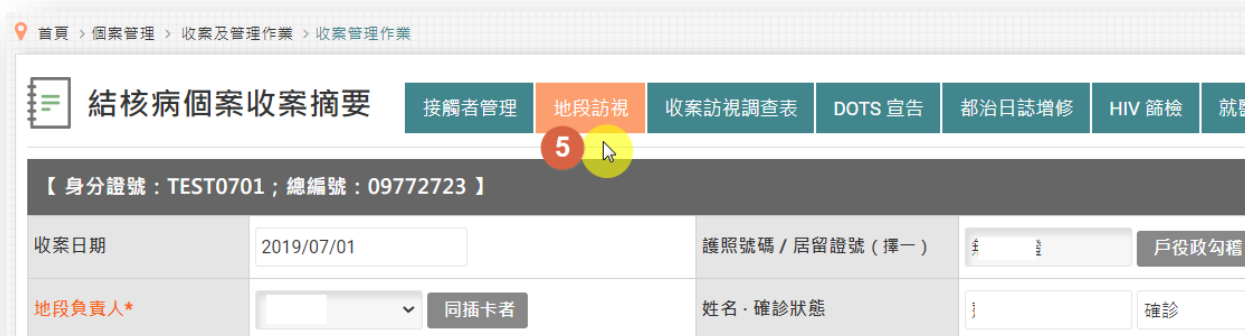 首頁 > 個案管理 > 收案及管理作業 > 收案管理作業
結核病個案收案摘要 接觸者管理 地段訪視 收案訪視調查表 DOTS 宣告 都治日誌增修 HIV 篩檢 就
5
【 身分證號：TEST0701；總編號：09772723 】
收案日期 2019/07/01 護照號碼 / 居留證號 ( 擇一 ) 戶役政勾稽
地段負責人* 同插卡者 姓名 · 確診狀態 確診